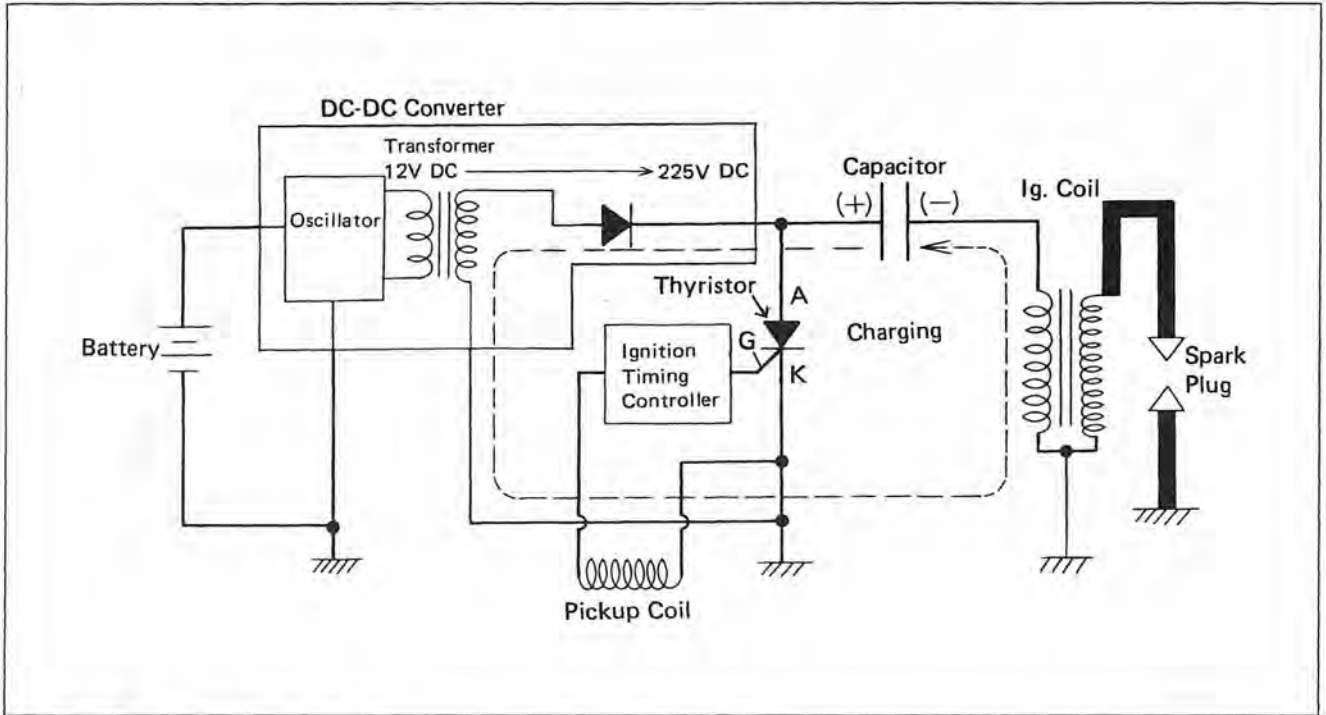 DC-DC Converter
Transformer
12V DC
225V DC
Oscillator
Capacitor
(+)
(-)
Ig. Coil
Thyristor
A
G
K
Charging
Battery
Ignition
Timing
Controller
Spark
Plug
Pickup Coil